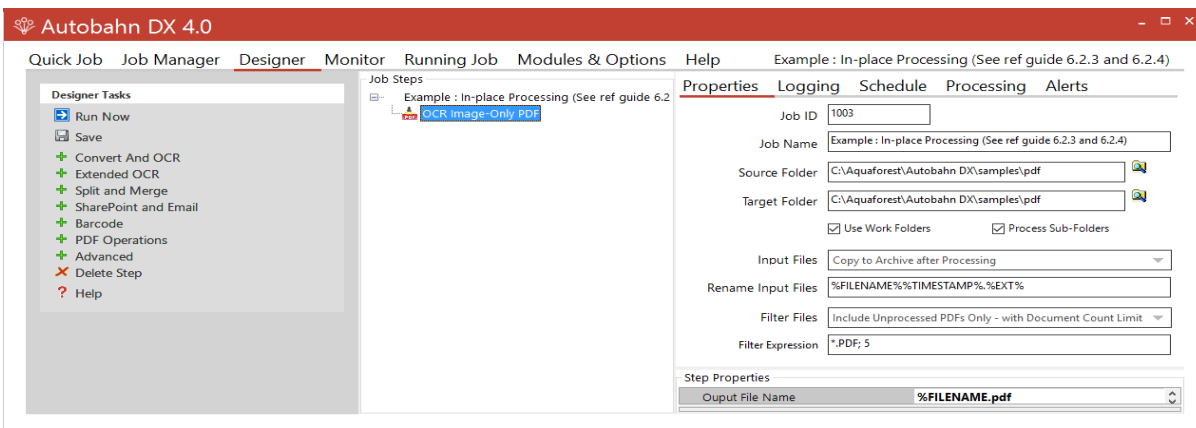 Autobahn DX 4.0
Quick Job Job Manager Designer Monitor Running Job Modules & Options Help Example : In-place Processing (See ref guide 6.2.3 and 6.2.4)
Designer Tasks
Run Now
Save
Convert And OCR
Extended OCR
Split and Merge
SharePoint and Email
Barcode
PDF Operations
Advanced
Delete Step
Help
Job Steps
Example : In-place Processing (See ref guide 6.2
OCR Image-Only PDF
Properties Logging Schedule Processing Alerts
Job ID 1003
Job Name Example : In-place Processing (See ref guide 6.2.3 and 6.2.4)
Source Folder C:\Aquaforest\Autobahn DX\samples\pdf
Target Folder C:\Aquaforest\Autobahn DX\samples\pdf
Use Work Folders Process Sub-Folders
Input Files Copy to Archive after Processing
Rename Input Files %FILENAME%%TIMESTAMP%.%EXT%
Filter Files Include Unprocessed PDFs Only - with Document Count Limit
Filter Expression *.PDF; 5
Step Properties
Ouput File Name %FILENAME.pdf